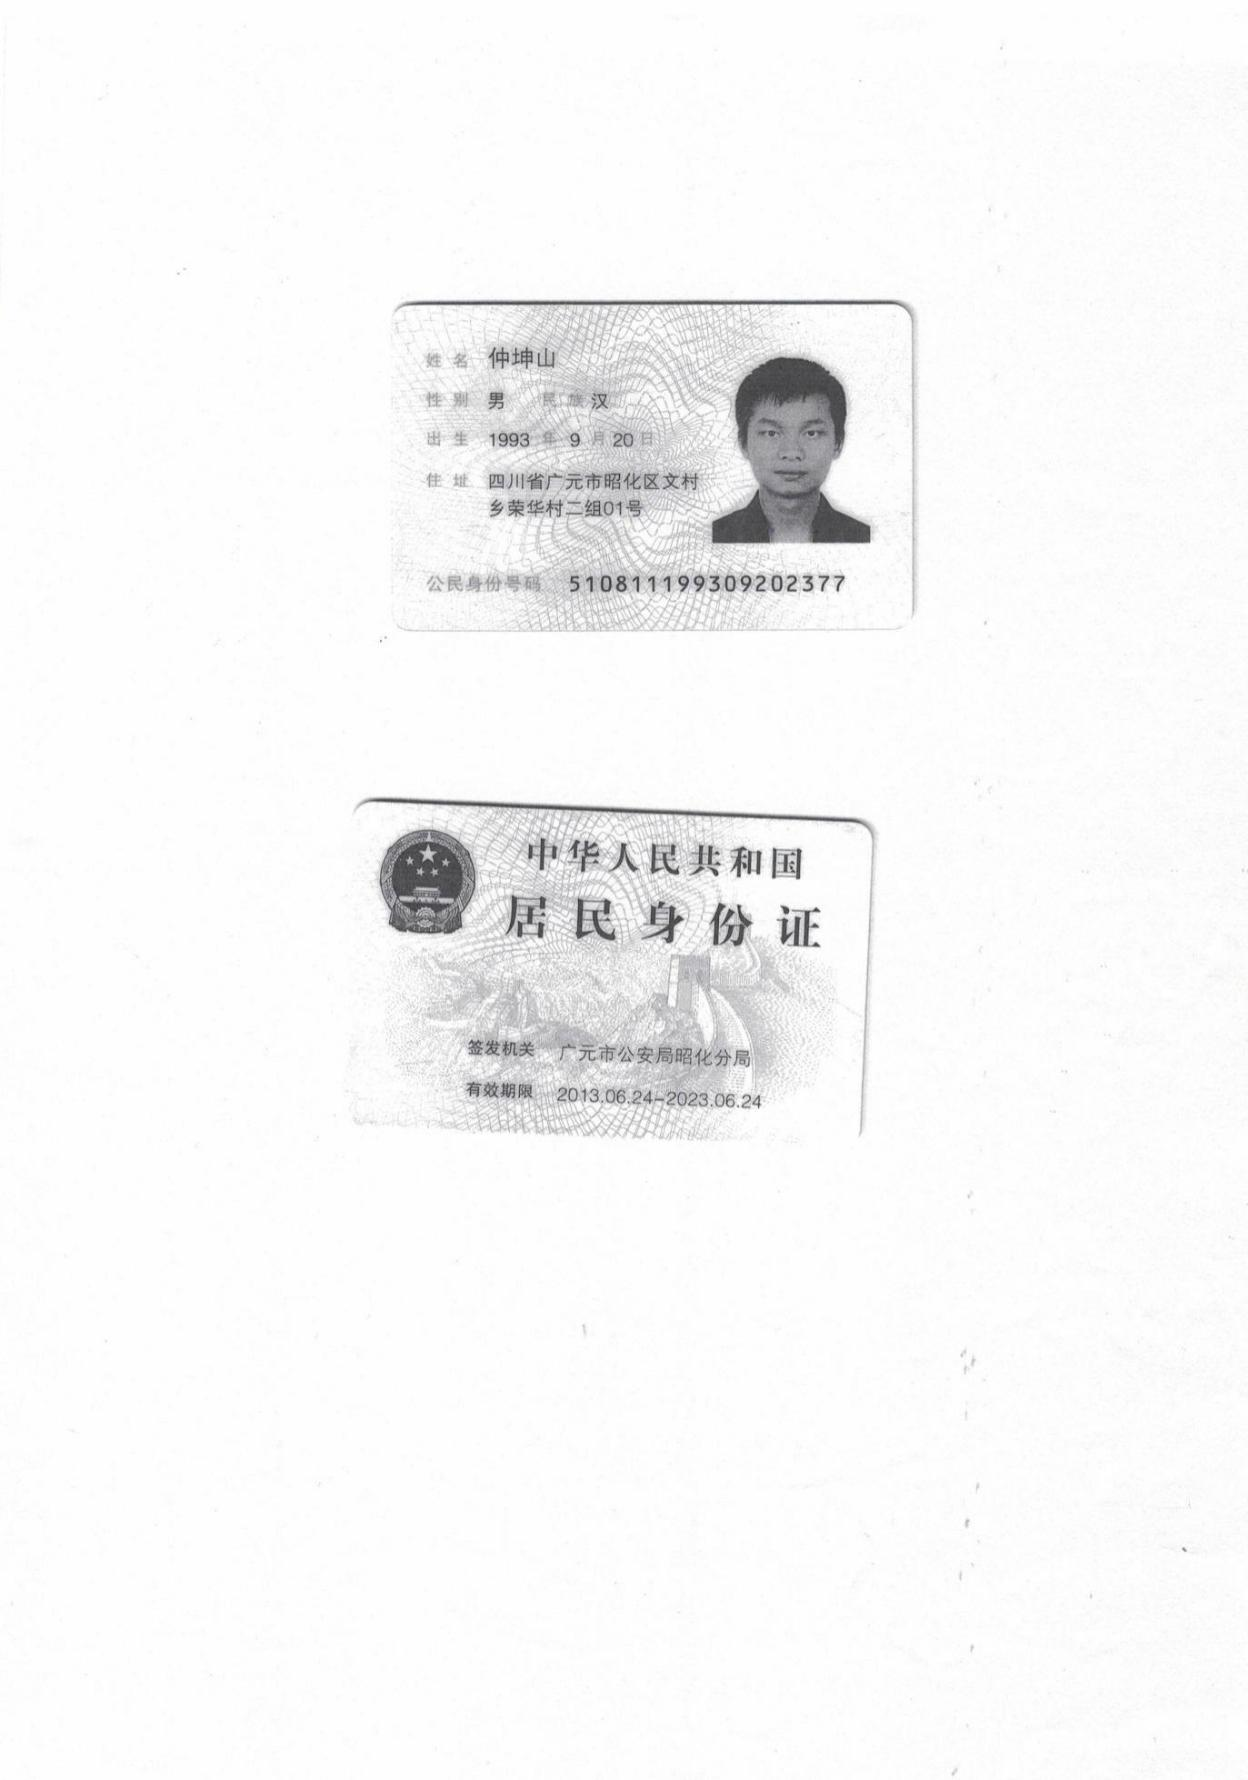 姓名 仲坤山
性别 男 民族 汉
出生 1993 年 9 月 20 日
住址 四川省广元市昭化区文村
乡荣华村二组01号
公民身份号码 510811199309202377
中华人民共和国
居民身份证
签发机关 广元市公安局昭化分局
有效期限 2013.06.24-2023.06.24